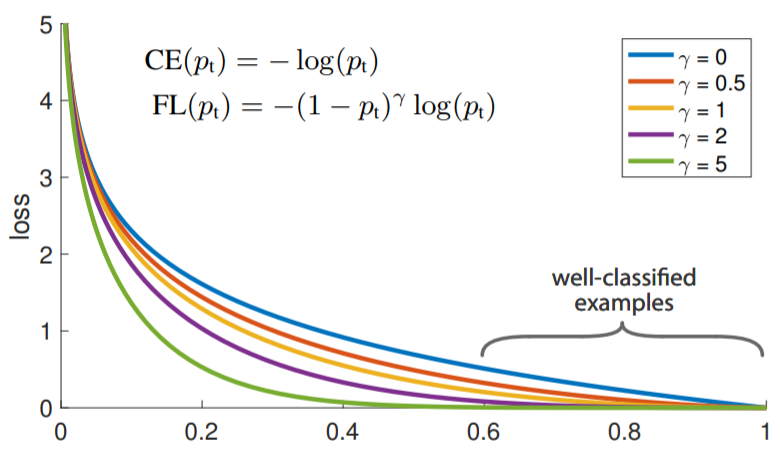 5
CE(pₜ) = − log(pₜ)
γ = 0
γ = 0.5
4
FL(pₜ) = −(1 − pₜ)^γ log(pₜ)
γ = 1
γ = 2
γ = 5
3
loss
2
well-classified
examples
1
0
0 0.2 0.4 0.6 0.8 1